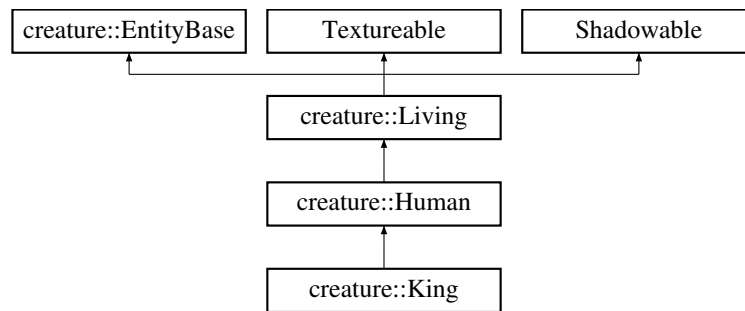 creature::EntityBase
Textureable
Shadowable
creature::Living
creature::Human
creature::King